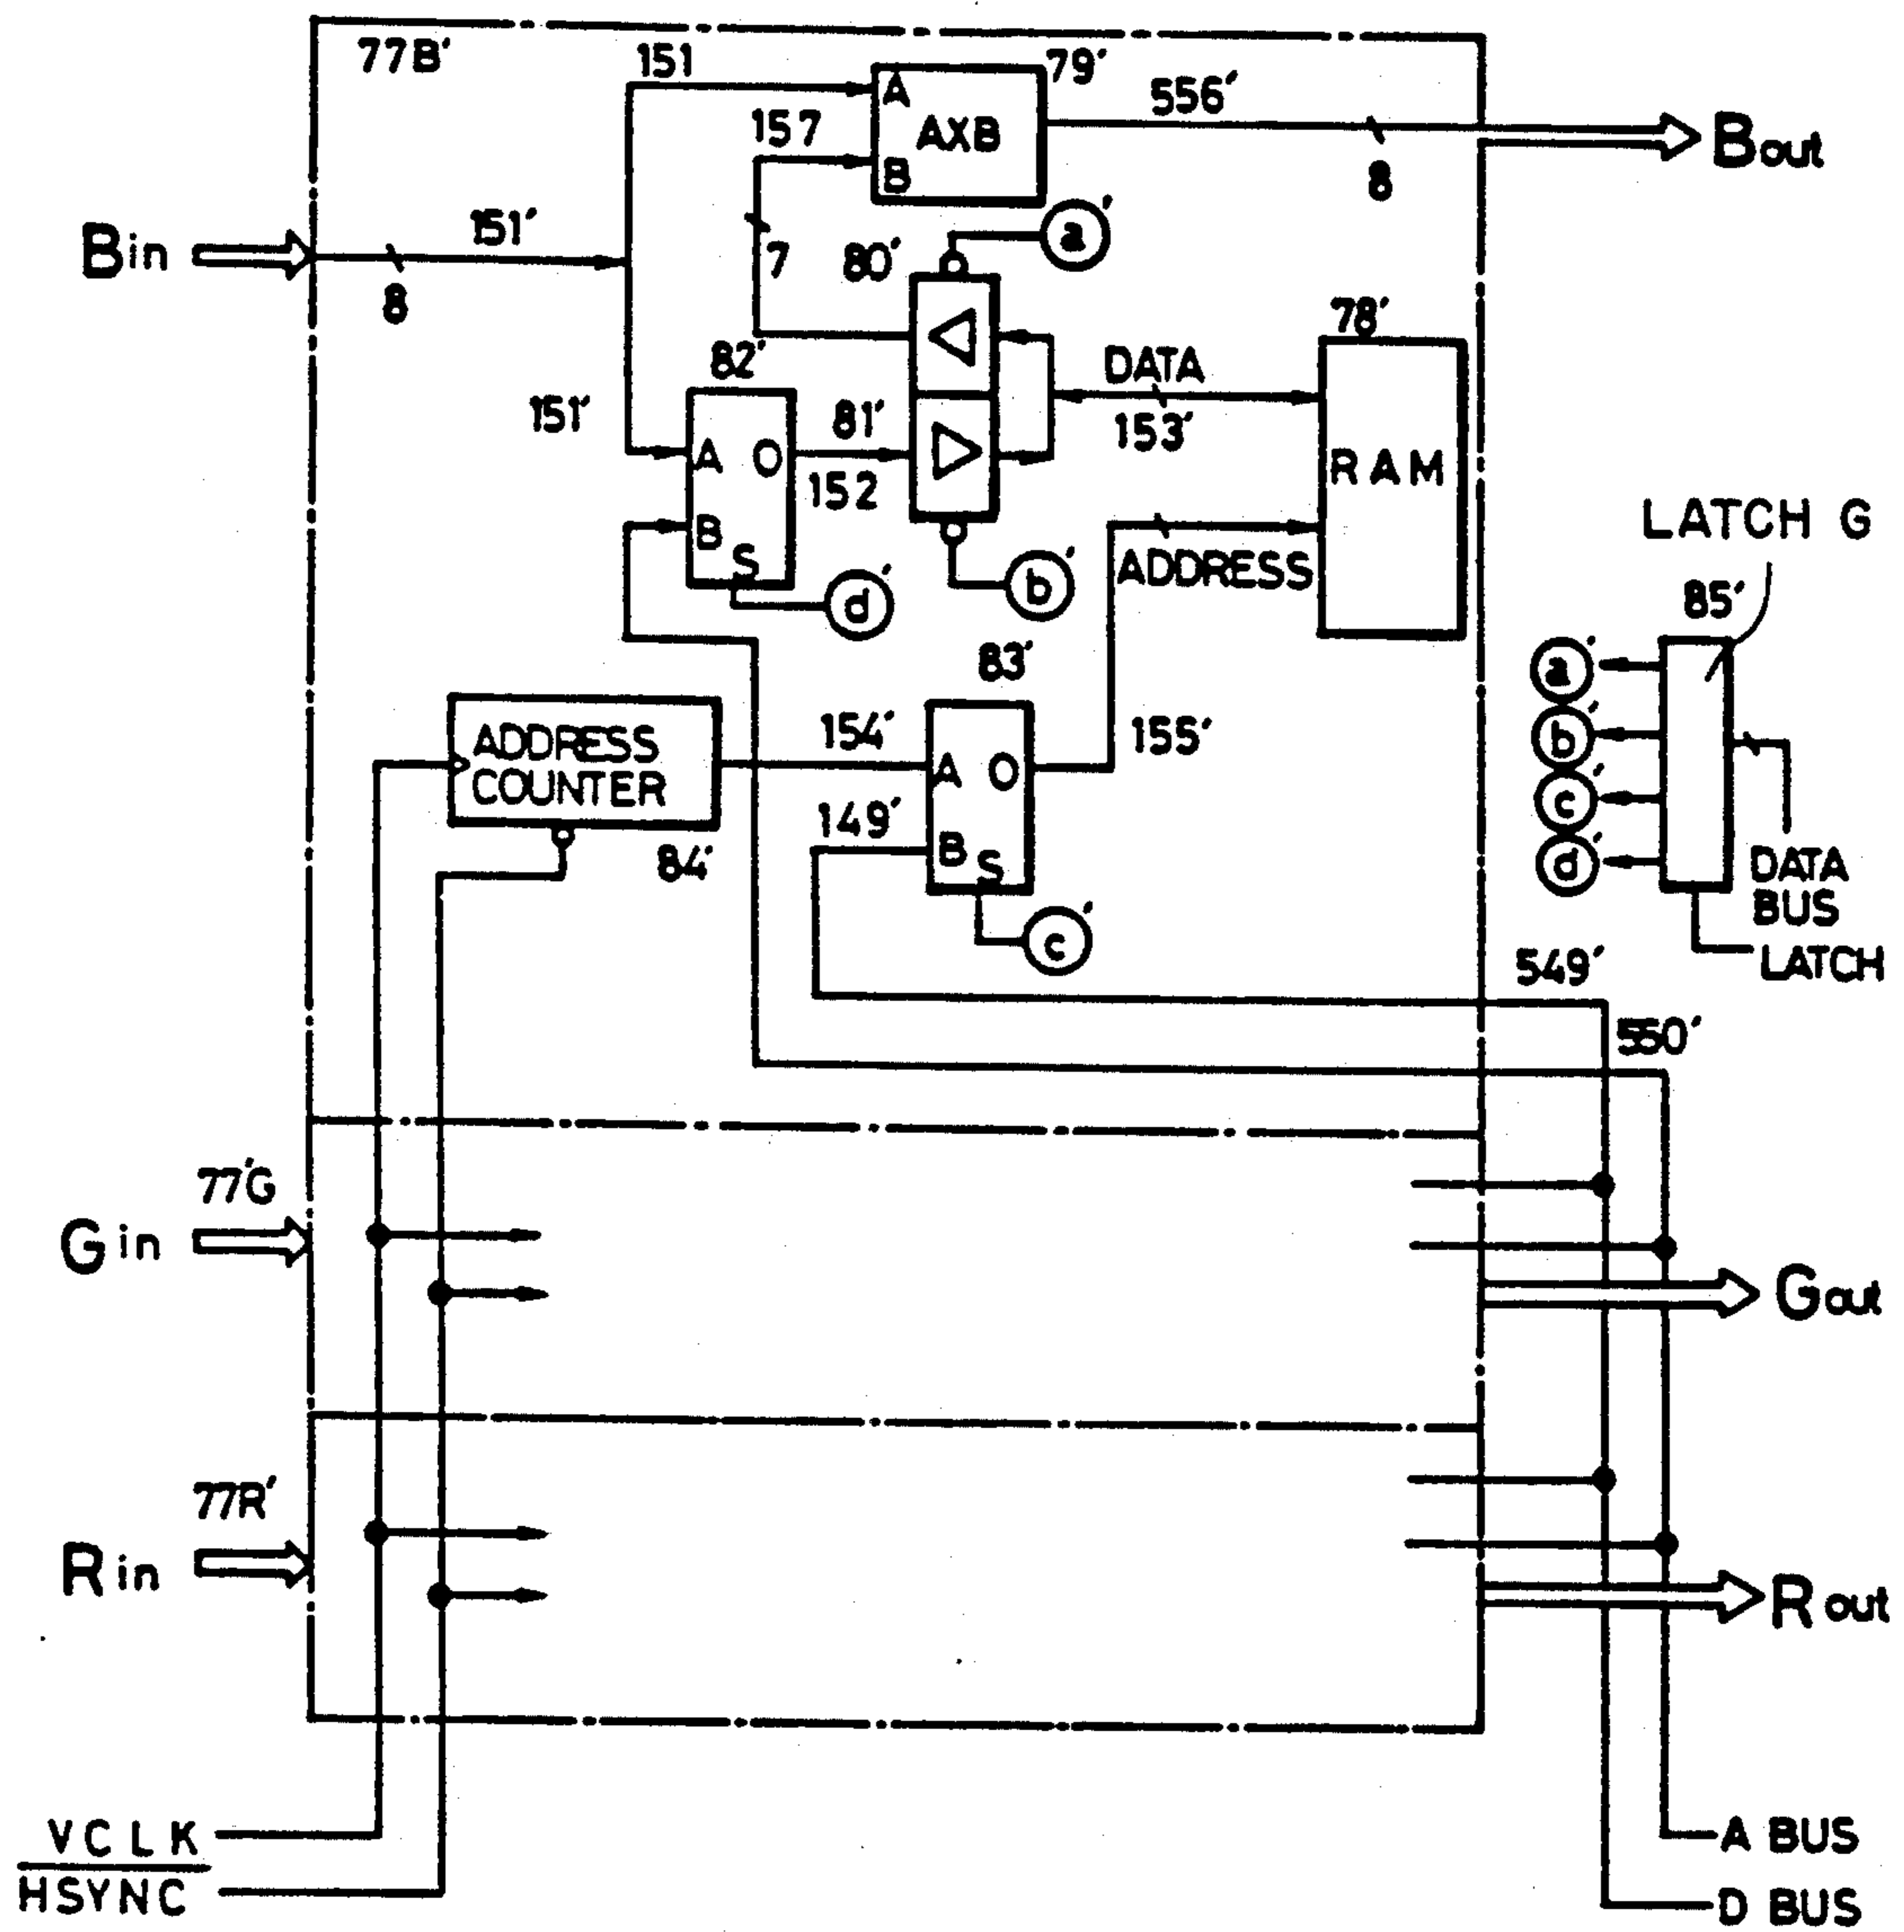 77B'
151
79'
A
AXB
B
556'
8
Bout
157
Bin
151'
8
7
80'
a'
78'
82'
DATA
153'
RAM
151'
A
O
B
S
81'
152
d'
b'
ADDRESS
LATCH G
85'
a'
b'
c'
d'
DATA
BUS
LATCH
83'
ADDRESS
COUNTER
84'
154'
149'
A
O
B
S
155'
c'
549'
550'
77'G
Gin
Gout
77R'
Rin
Rout
VCLK
HSYNC
A BUS
D BUS